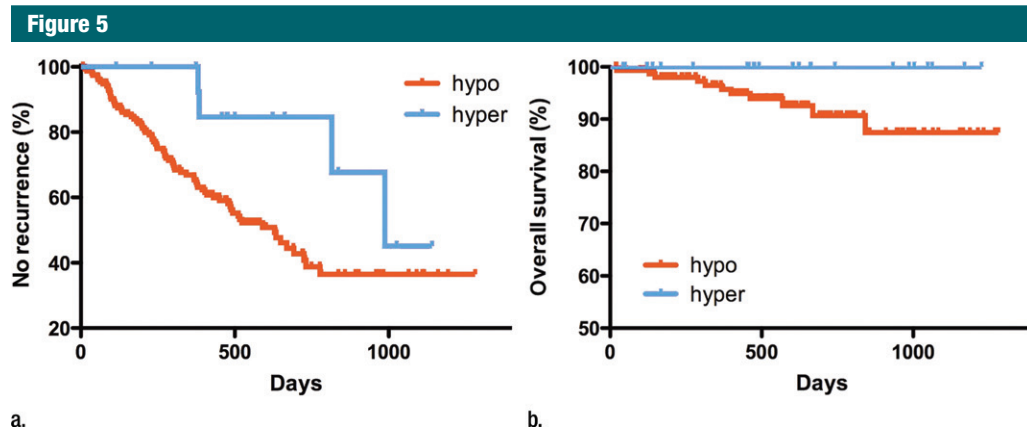 Figure 5
No recurrence (%)
100
80
60
40
20
0
500
1000
Days
hypo
hyper
a.
Overall survival (%)
100
90
80
70
60
50
0
500
1000
Days
hypo
hyper
b.